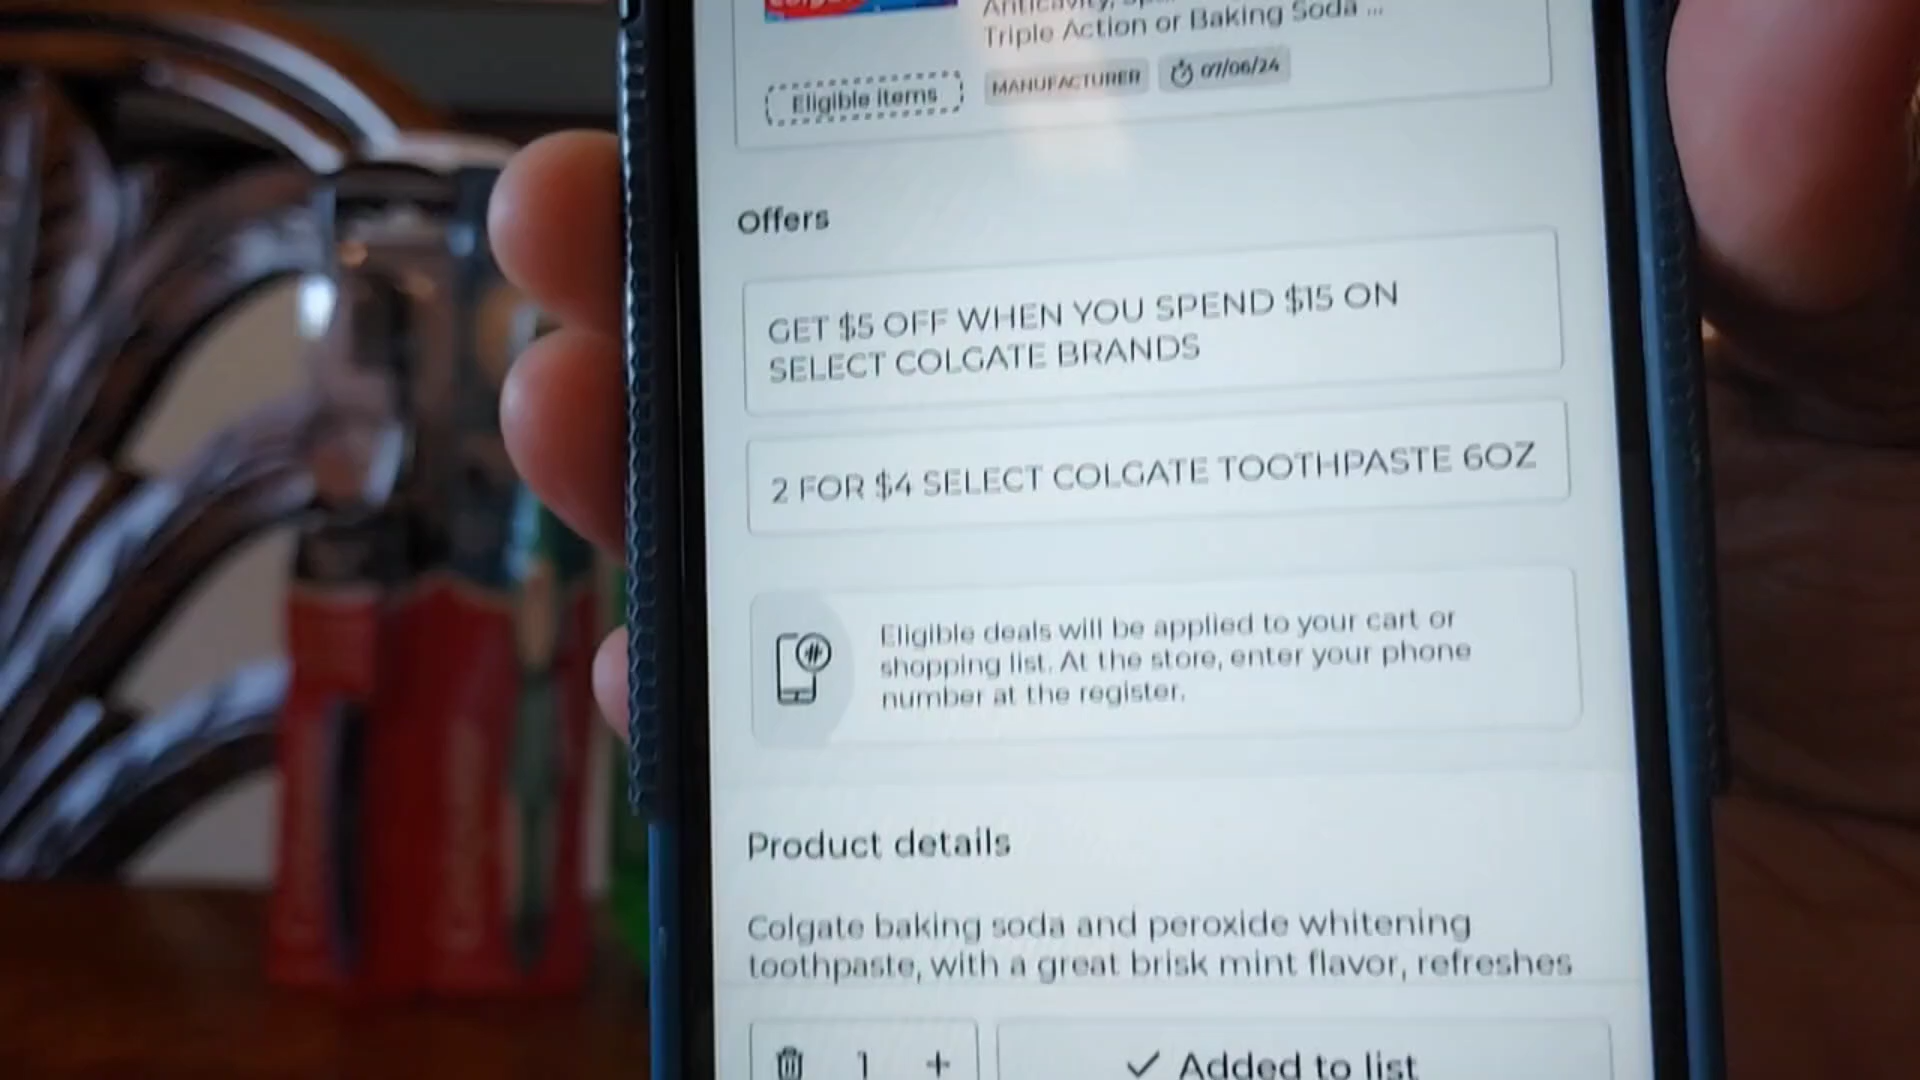 Triple Action or Baking Soda ...
Eligible items
MANUFACTURER
07/06/24
Offers
GET $5 OFF WHEN YOU SPEND $15 ON
SELECT COLGATE BRANDS
2 FOR $4 SELECT COLGATE TOOTHPASTE 6OZ
Eligible deals will be applied to your cart or
shopping list. At the store, enter your phone
number at the register.
Product details
Colgate baking soda and peroxide whitening
toothpaste, with a great brisk mint flavor, refreshes
1 +
Added to list